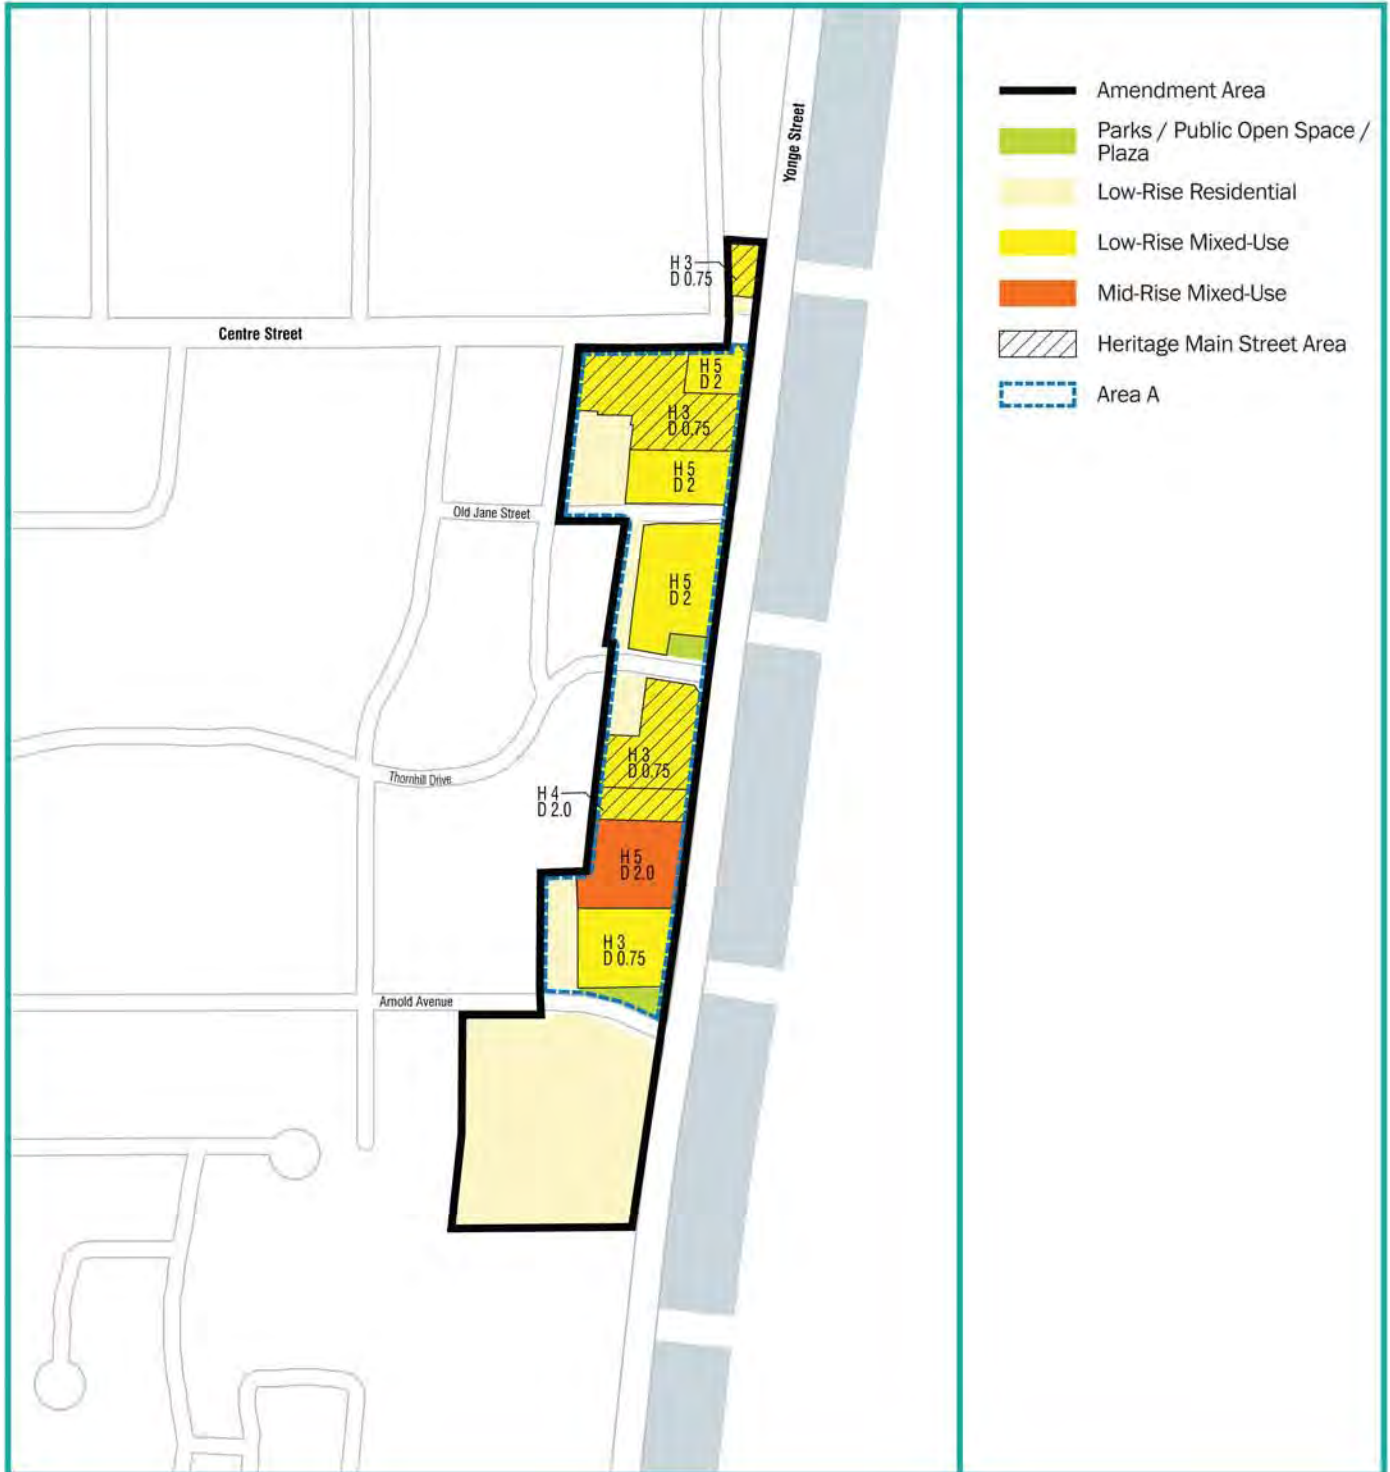 Yonge Street
H 3
D 0.75
Centre Street
H 5
D 2
H 3
D 0.75
H 5
D 2
Old Jane Street
H 5
D 2
H 3
D 0.75
Thornhill Drive
H 4
D 2.0
H 5
D 2.0
H 3
D 0.75
Arnold Avenue
Amendment Area
Parks / Public Open Space /
Plaza
Low-Rise Residential
Low-Rise Mixed-Use
Mid-Rise Mixed-Use
Heritage Main Street Area
Area A